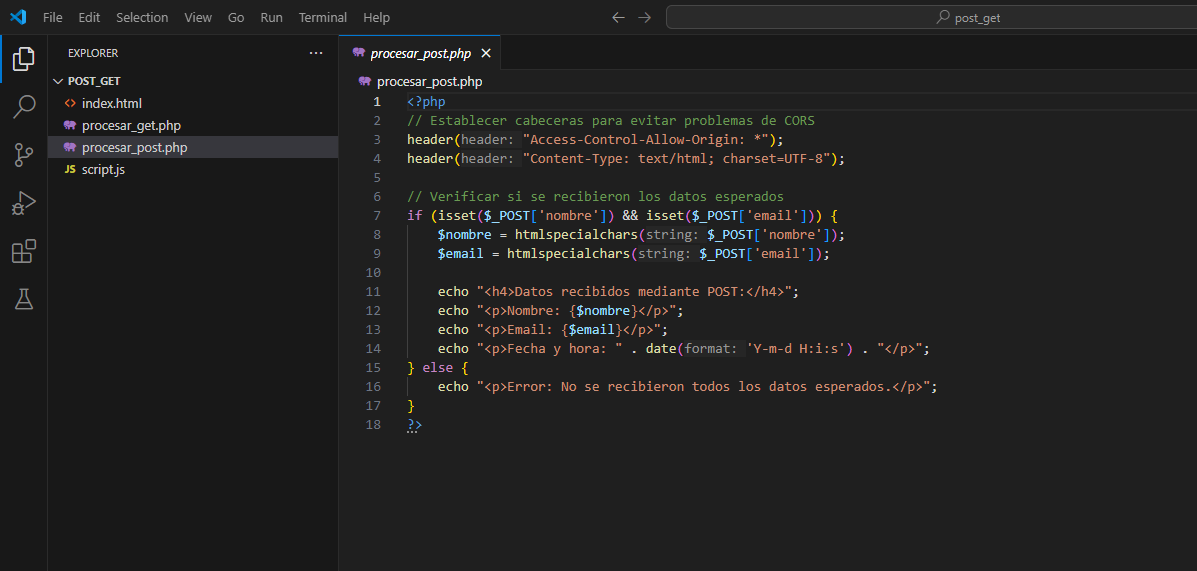 File Edit Selection View Go Run Terminal Help
post_get
EXPLORER
POST_GET
index.html
procesar_get.php
procesar_post.php
JS script.js
procesar_post.php
procesar_post.php
1 <?php
2 // Establecer cabeceras para evitar problemas de CORS
3 header(header: "Access-Control-Allow-Origin: *");
4 header(header: "Content-Type: text/html; charset=UTF-8");
5
6 // Verificar si se recibieron los datos esperados
7 if (isset($_POST['nombre']) && isset($_POST['email'])) {
8 $nombre = htmlspecialchars(string: $_POST['nombre']);
9 $email = htmlspecialchars(string: $_POST['email']);
10
11 echo "<h4>Datos recibidos mediante POST:</h4>";
12 echo "<p>Nombre: {$nombre}</p>";
13 echo "<p>Email: {$email}</p>";
14 echo "<p>Fecha y hora: " . date(format: 'Y-m-d H:i:s') . "</p>";
15 } else {
16 echo "<p>Error: No se recibieron todos los datos esperados.</p>";
17 }
18 ?>